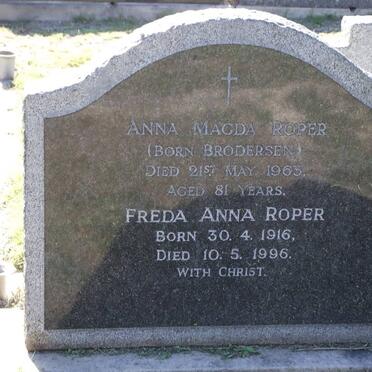 ANNA MAGDA ROPER
(BORN BRODERSEN)
DIED 21ST MAY 1963,
AGED 81 YEARS.
FREDA ANNA ROPER
BORN 30. 4. 1916,
DIED 10. 5. 1996.
WITH CHRIST.